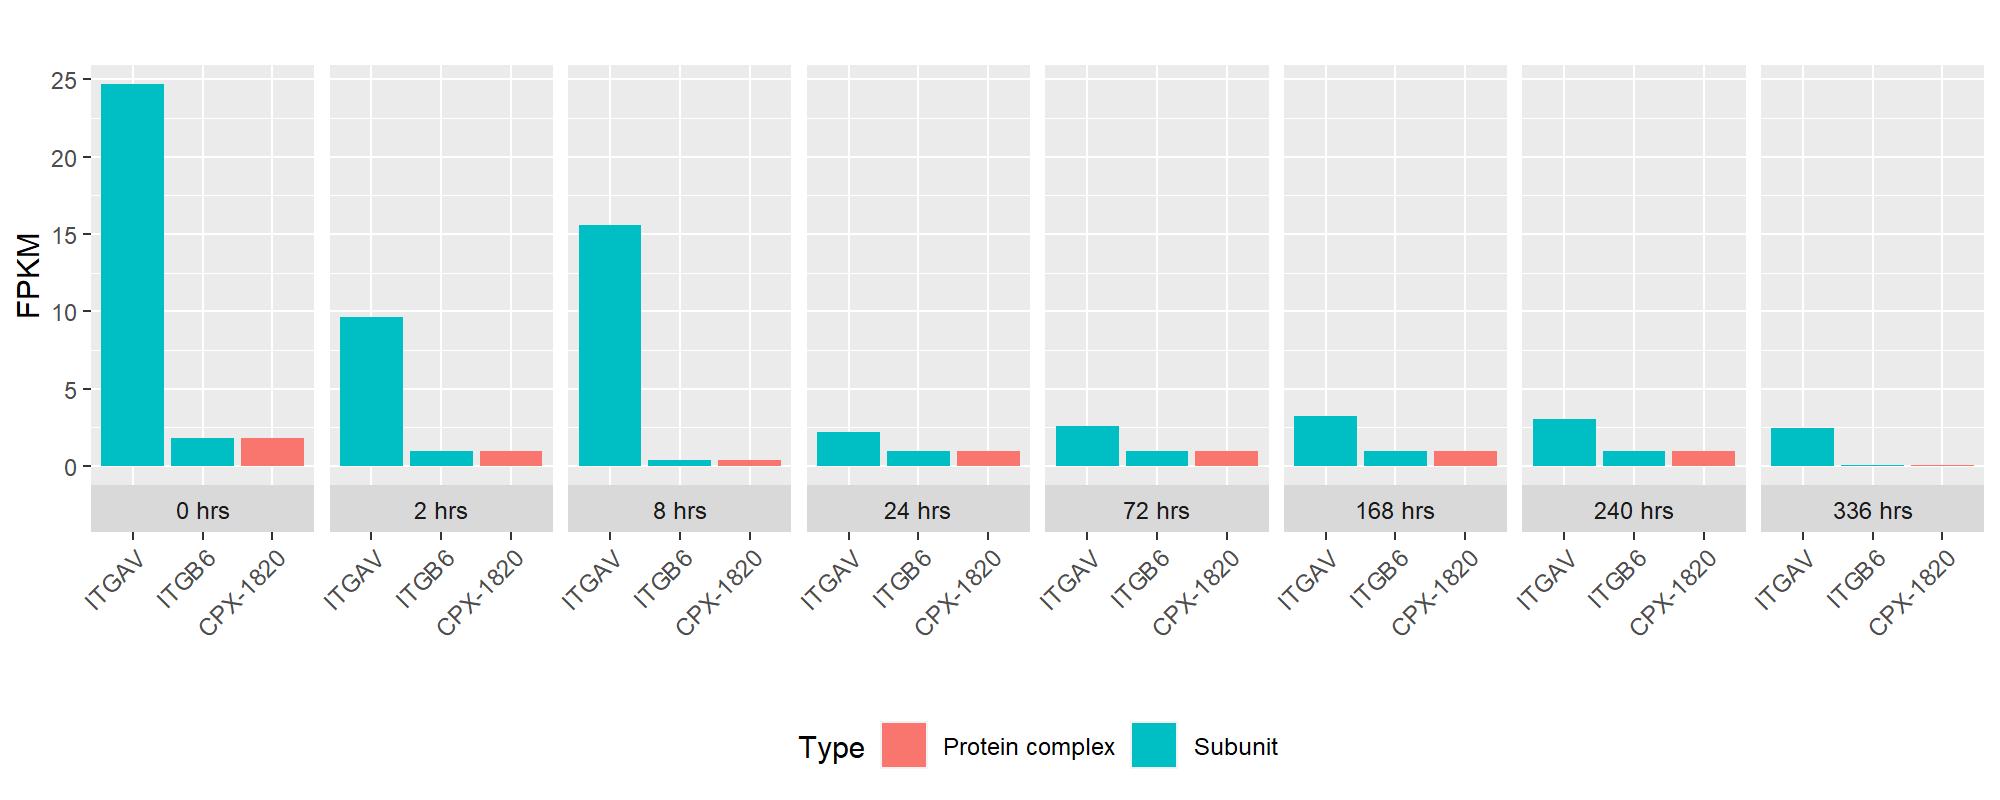 FPKM
25
20
15
10
5
0
0 hrs
2 hrs
8 hrs
24 hrs
72 hrs
168 hrs
240 hrs
336 hrs
ITGAV
ITGB6
CPX-1820
ITGAV
ITGB6
CPX-1820
ITGAV
ITGB6
CPX-1820
ITGAV
ITGB6
CPX-1820
ITGAV
ITGB6
CPX-1820
ITGAV
ITGB6
CPX-1820
ITGAV
ITGB6
CPX-1820
ITGAV
ITGB6
CPX-1820
Type Protein complex Subunit